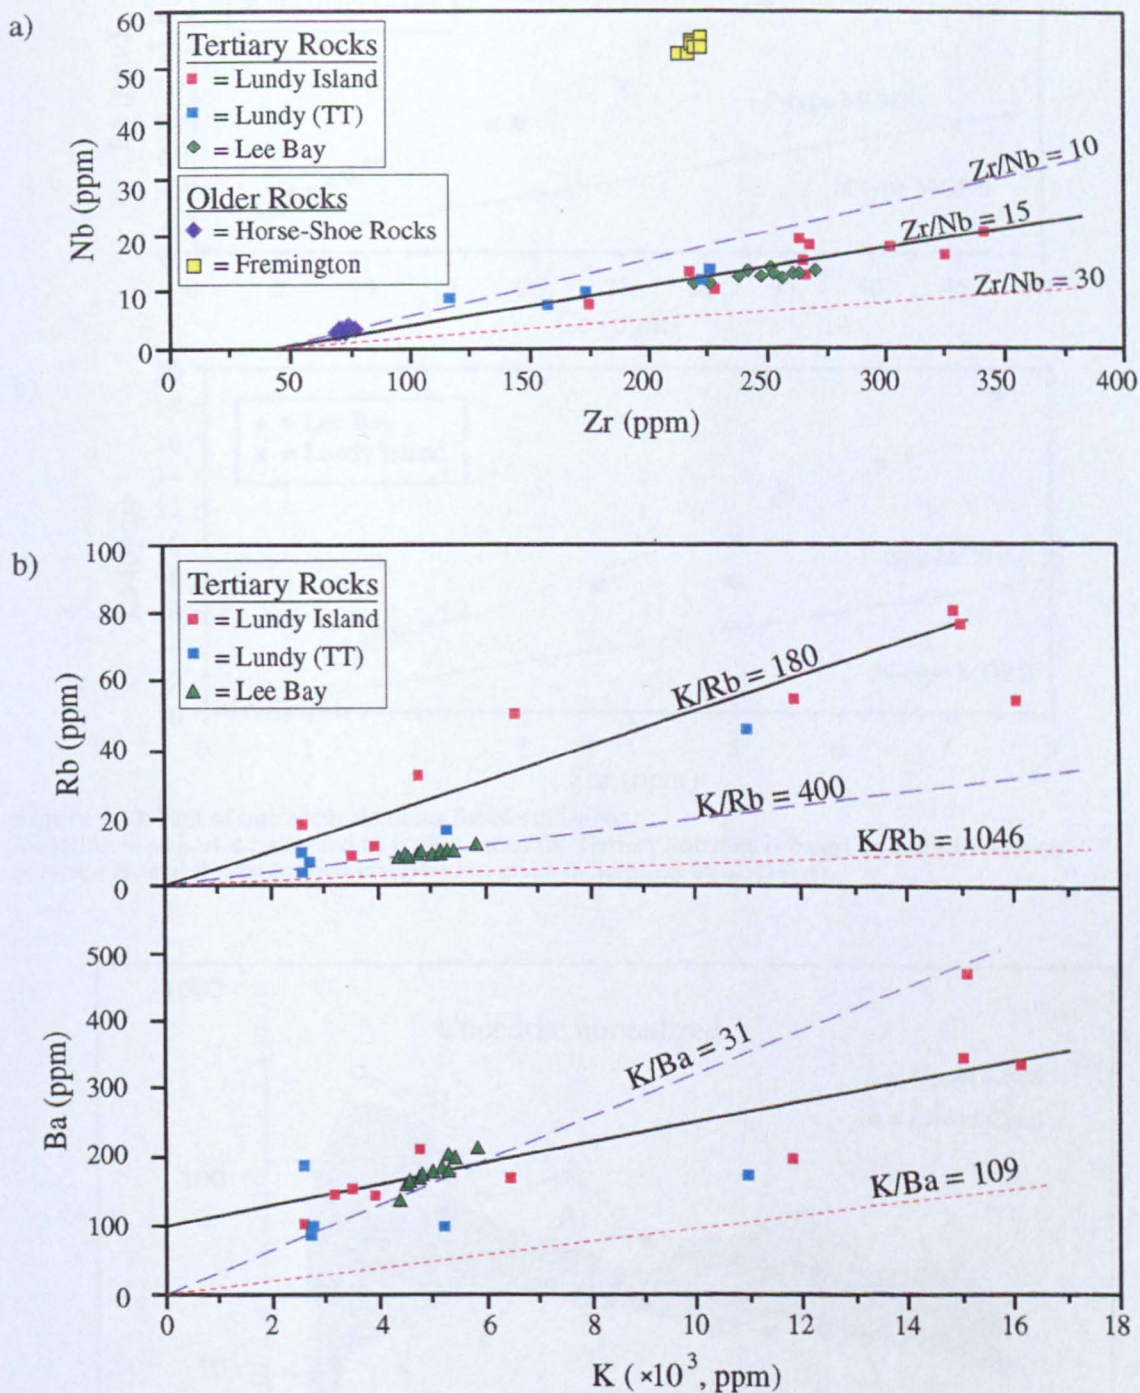 a)
60
50
40
30
20
10
0
Nb (ppm)
Tertiary Rocks
= Lundy Island
= Lundy (TT)
= Lee Bay
Older Rocks
= Horse-Shoe Rocks
= Fremington
Zr/Nb = 10
Zr/Nb = 15
Zr/Nb = 30
0 50 100 150 200 250 300 350 400
Zr (ppm)
b)
100
80
60
40
20
0
Rb (ppm)
Tertiary Rocks
= Lundy Island
= Lundy (TT)
= Lee Bay
K/Rb = 180
K/Rb = 400
K/Rb = 1046
500
400
300
200
100
0
Ba (ppm)
K/Ba = 31
K/Ba = 109
0 2 4 6 8 10 12 14 16 18
K (×10³, ppm)